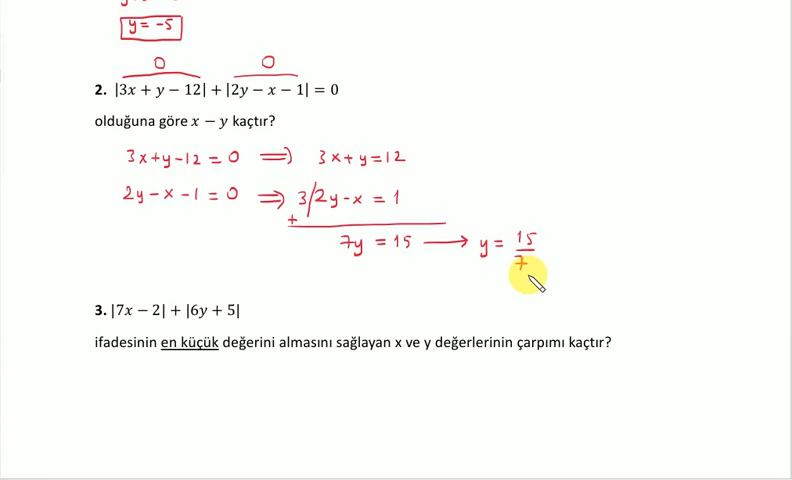 y = -5
0 0
2. |3x + y − 12| + |2y − x − 1| = 0
olduğuna göre x − y kaçtır?
3x+y-12 = 0 ⇒ 3x+y=12
2y-x-1=0 ⇒ 3/2y-x = 1
+
7y = 15 → y = 15/7
3. |7x − 2| + |6y + 5|
ifadesinin en küçük değerini almasını sağlayan x ve y değerlerinin çarpımı kaçtır?